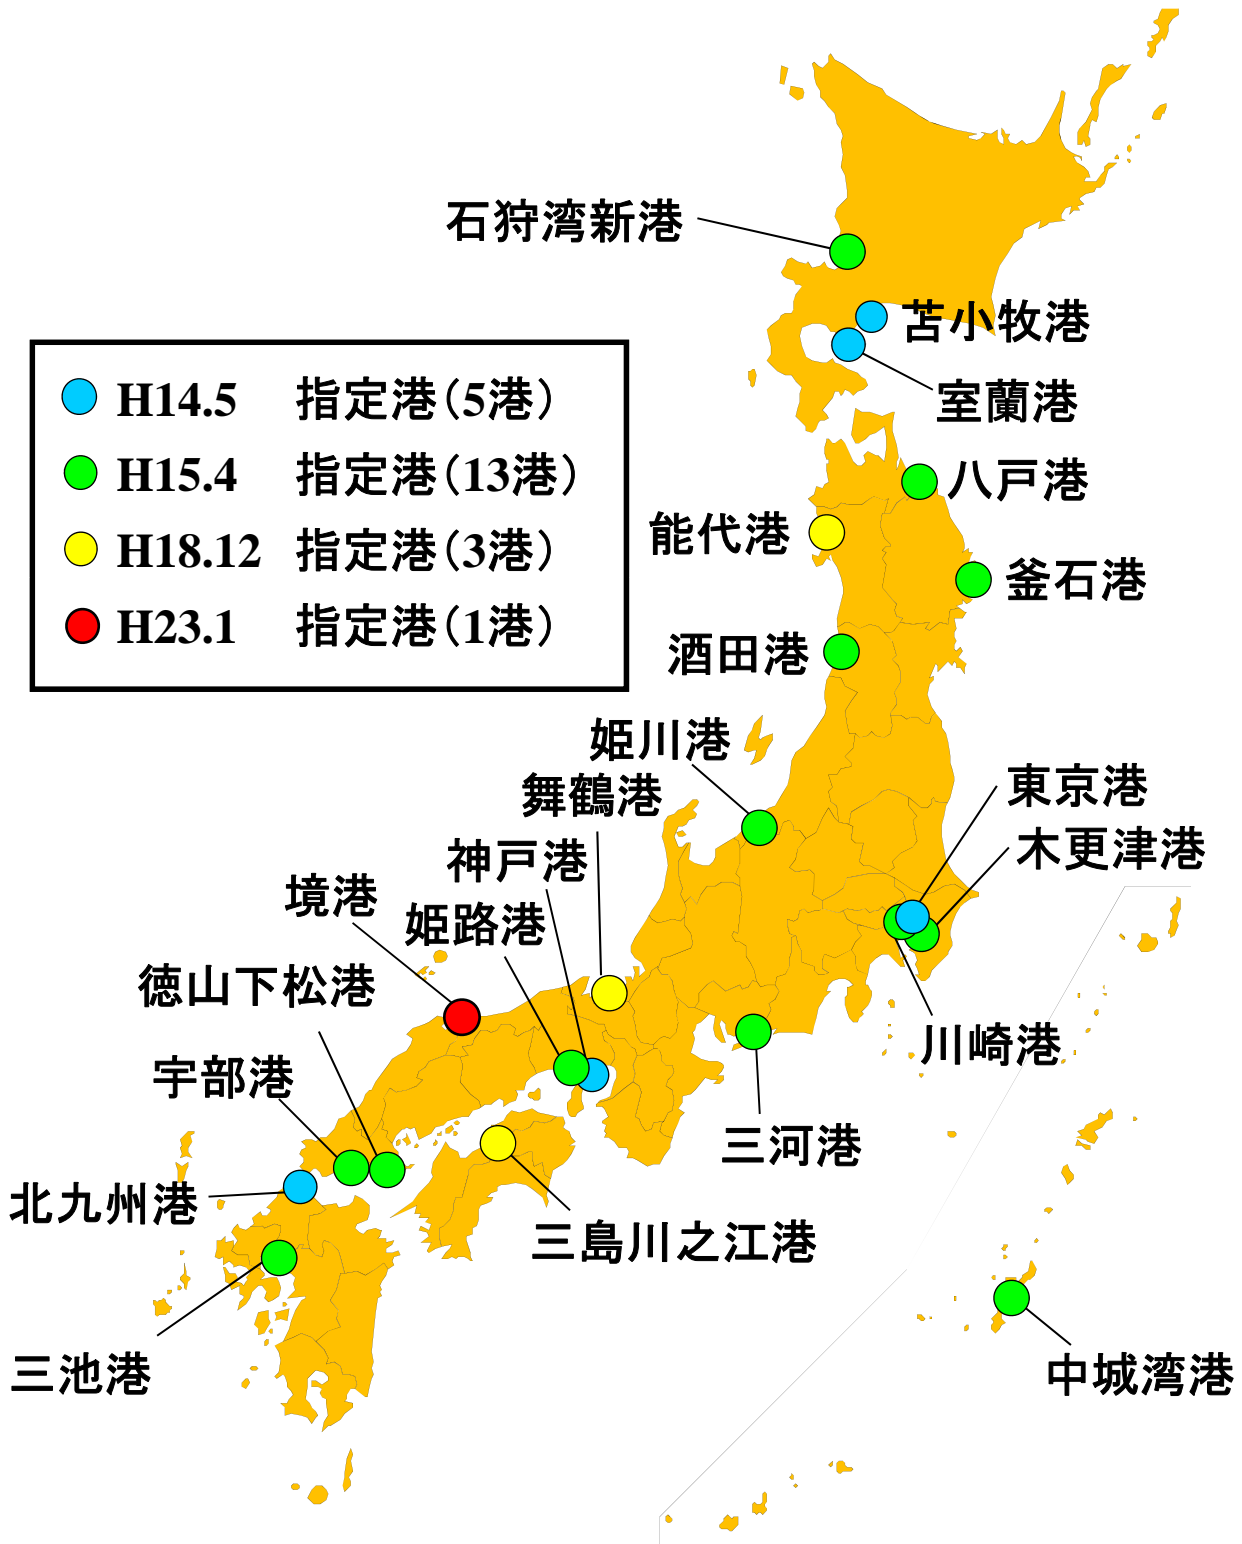 石狩湾新港
苫小牧港
室蘭港
H14.5 指定港(5港)
H15.4 指定港(13港)
H18.12 指定港(3港)
H23.1 指定港(1港)
八戸港
能代港
釜石港
酒田港
姫川港
東京港
舞鶴港
木更津港
神戸港
境港
姫路港
徳山下松港
川崎港
宇部港
三河港
北九州港
三島川之江港
三池港
中城湾港